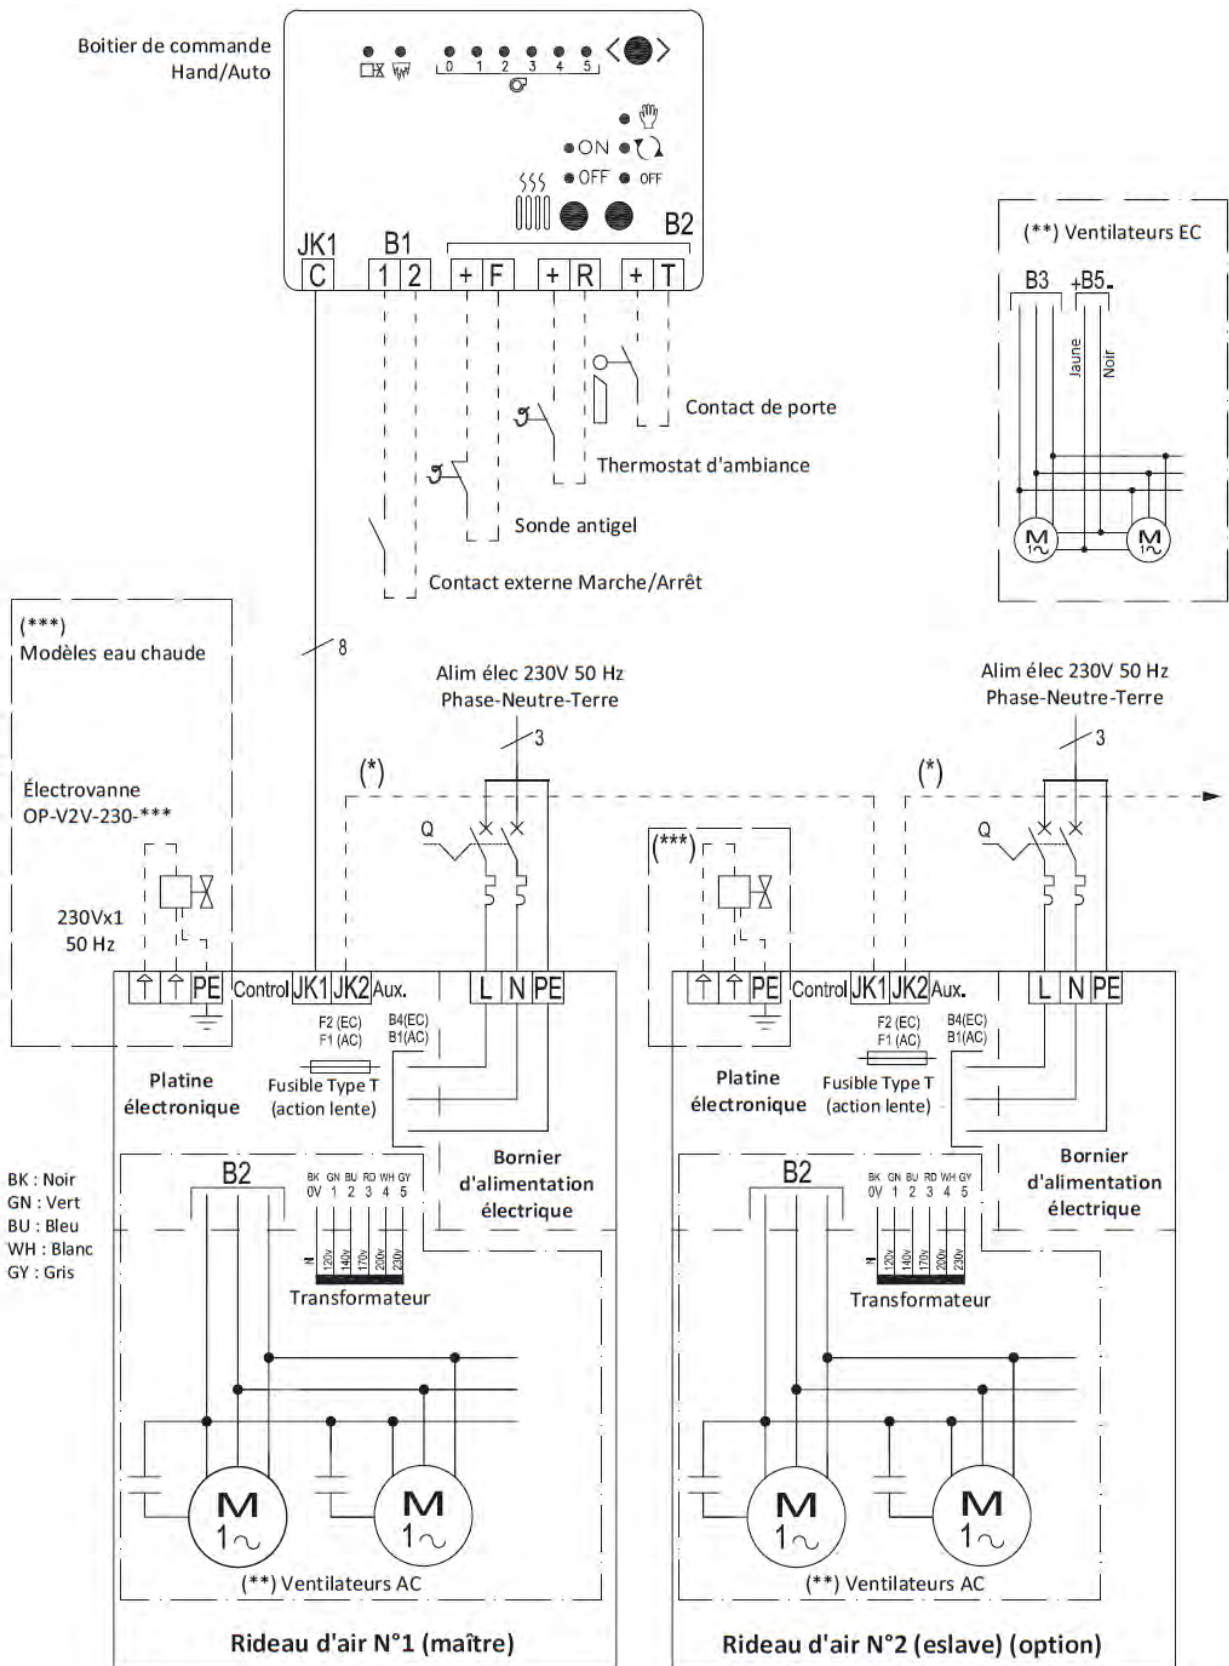 Boitier de commande
Hand/Auto
0 1 2 3 4 5
< >
ON
OFF OFF
JK1 B1 B2
C 1 2 + F + R + T
(**) Ventilateurs EC
B3 +B5-
Jaune
Noir
M
1~
M
1~
Contact de porte
Thermostat d'ambiance
Sonde antigel
Contact externe Marche/Arrêt
(***)
Modèles eau chaude
8
Alim élec 230V 50 Hz
Phase-Neutre-Terre
3
Alim élec 230V 50 Hz
Phase-Neutre-Terre
3
(*)
(*)
Électrovanne
OP-V2V-230-***
Q
(***)
Q
230Vx1
50 Hz
↑ ↑ PE Control JK1 JK2 Aux. L N PE
↑ ↑ PE Control JK1 JK2 Aux. L N PE
F2 (EC)
F1 (AC)
B4(EC)
B1(AC)
F2 (EC)
F1 (AC)
B4(EC)
B1(AC)
Platine
électronique
Fusible Type T
(action lente)
Platine
électronique
Fusible Type T
(action lente)
Bornier
d'alimentation
électrique
Bornier
d'alimentation
électrique
BK : Noir
GN : Vert
BU : Bleu
WH : Blanc
GY : Gris
B2
BK GN BU RD WH GY
0V 1 2 3 4 5
N 120v 140v 170v 200v 230v
Transformateur
B2
BK GN BU RD WH GY
0V 1 2 3 4 5
N 120v 140v 170v 200v 230v
Transformateur
M
1~
M
1~
M
1~
M
1~
(**) Ventilateurs AC
(**) Ventilateurs AC
Rideau d'air N°1 (maître)
Rideau d'air N°2 (eslave) (option)